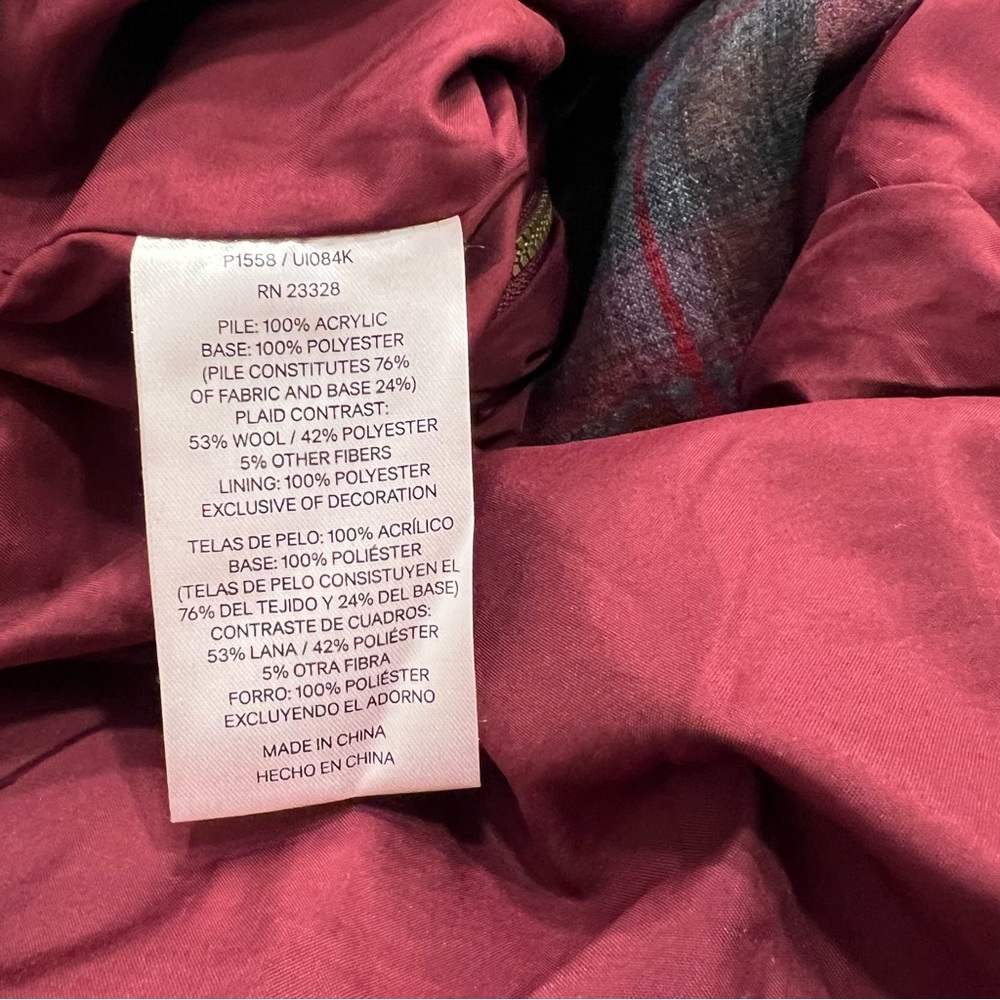 P1558 / UI084K
RN 23328
PILE: 100% ACRYLIC
BASE: 100% POLYESTER
(PILE CONSTITUTES 76%
OF FABRIC AND BASE 24%)
PLAID CONTRAST:
53% WOOL / 42% POLYESTER
5% OTHER FIBERS
LINING: 100% POLYESTER
EXCLUSIVE OF DECORATION
TELAS DE PELO: 100% ACRÍLICO
BASE: 100% POLIÉSTER
(TELAS DE PELO CONSISTUYEN EL
76% DEL TEJIDO Y 24% DEL BASE)
CONTRASTE DE CUADROS:
53% LANA / 42% POLIÉSTER
5% OTRA FIBRA
FORRO: 100% POLIÉSTER
EXCLUYENDO EL ADORNO
MADE IN CHINA
HECHO EN CHINA